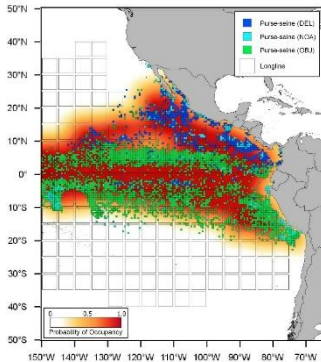 50°N
40°N
30°N
20°N
10°N
0°
10°S
20°S
30°S
40°S
50°S
Purse-seine (DEL)
Purse-seine (NOA)
Purse-seine (OBJ)
Longline
0 0.5 1.0
Probability of Occupancy
150°W 140°W 130°W 120°W 110°W 100°W 90°W 80°W 70°W